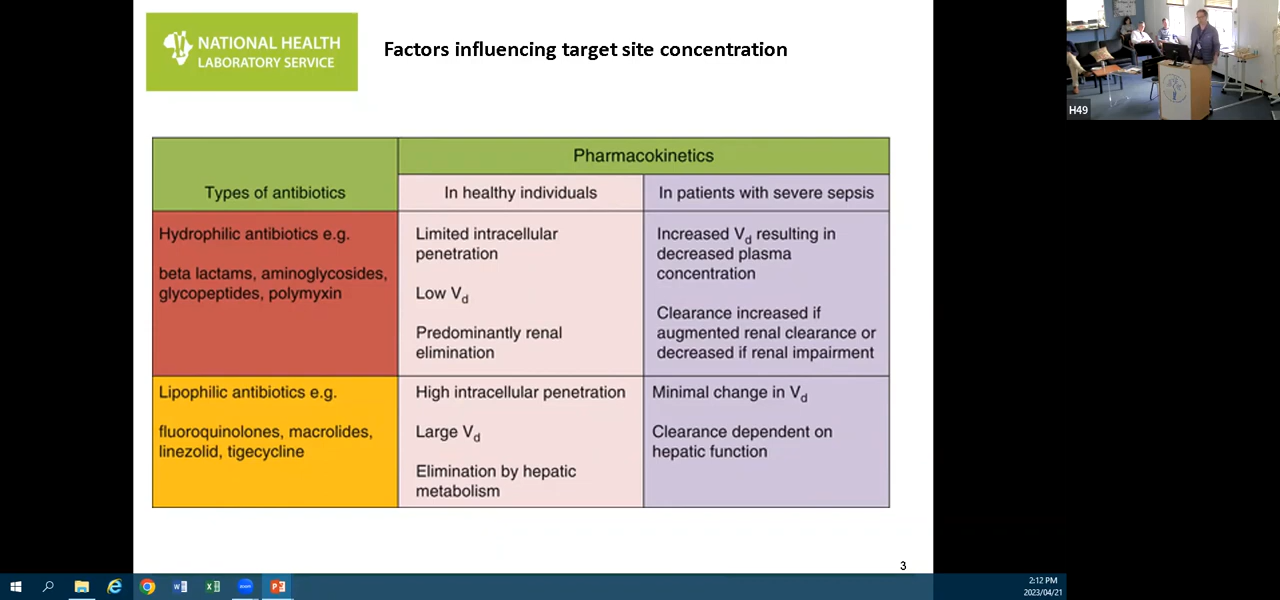 NATIONAL HEALTH
LABORATORY SERVICE
Factors influencing target site concentration
H49
Types of antibiotics
Pharmacokinetics
In healthy individuals
In patients with severe sepsis
Hydrophilic antibiotics e.g.
beta lactams, aminoglycosides,
glycopeptides, polymyxin
Limited intracellular
penetration
Low Vd
Predominantly renal
elimination
Increased Vd resulting in
decreased plasma
concentration
Clearance increased if
augmented renal clearance or
decreased if renal impairment
Lipophilic antibiotics e.g.
fluoroquinolones, macrolides,
linezolid, tigecycline
High intracellular penetration
Large Vd
Elimination by hepatic
metabolism
Minimal change in Vd
Clearance dependent on
hepatic function
3
zoom
2:12 PM
2023/04/21